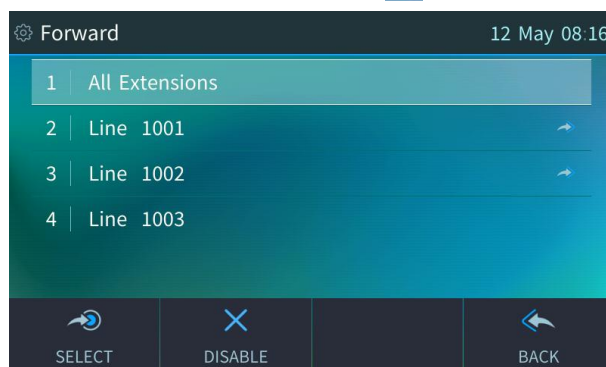 Forward 12 May 08:16
1 All Extensions
2 Line 1001
3 Line 1002
4 Line 1003
SELECT DISABLE BACK